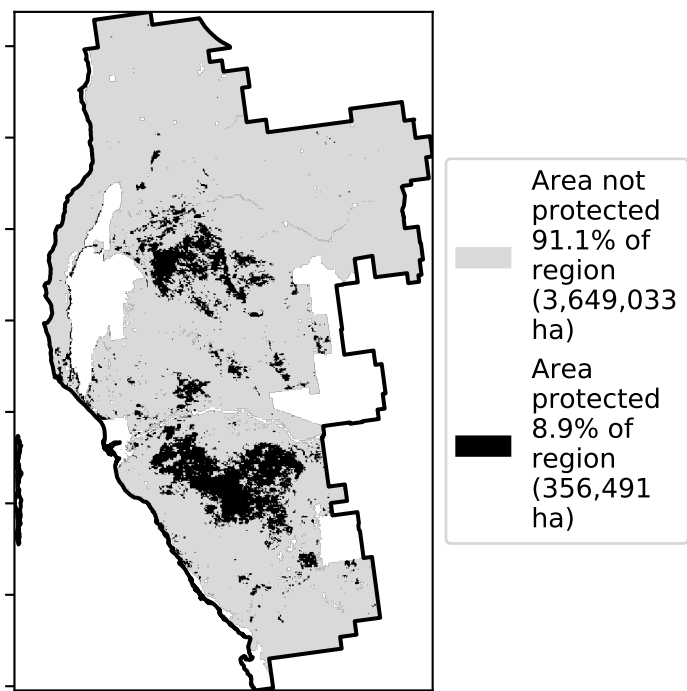 Area not
protected
91.1% of
region
(3,649,033
ha)
Area
protected
8.9% of
region
(356,491
ha)